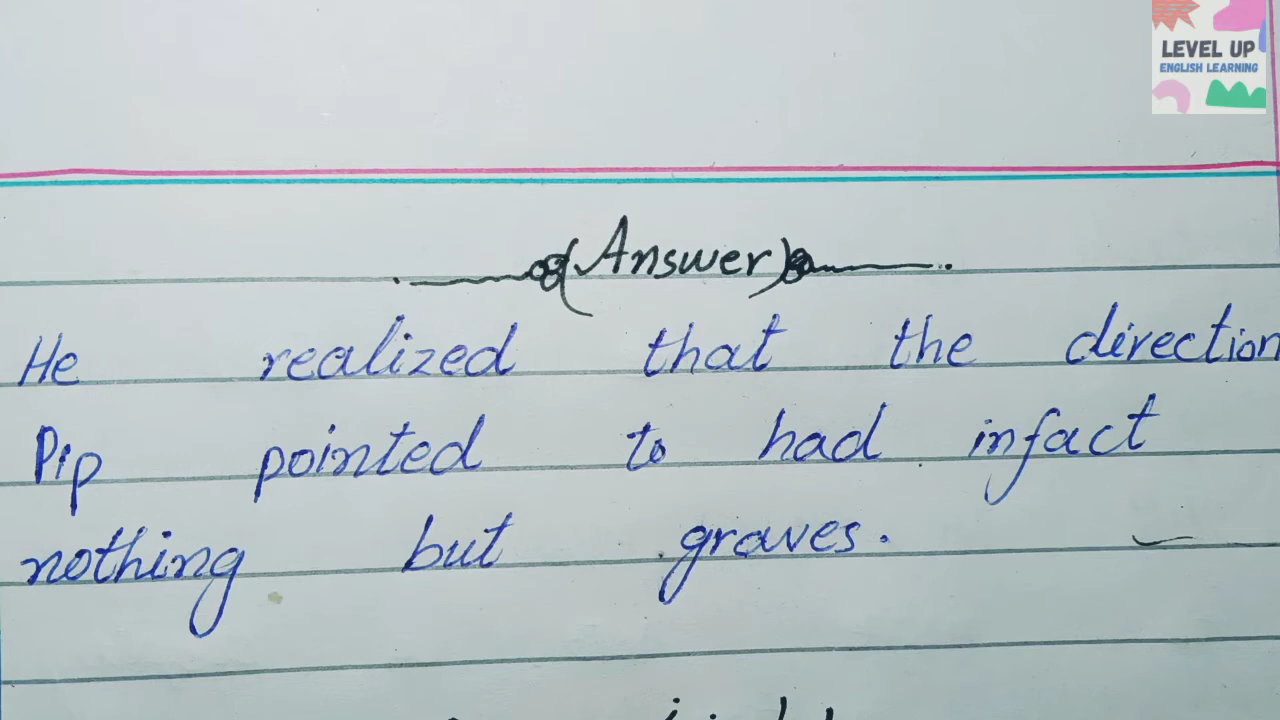 LEVEL UP
ENGLISH LEARNING
(Answer)
He realized that the direction
Pip pointed to had infact
nothing but graves.